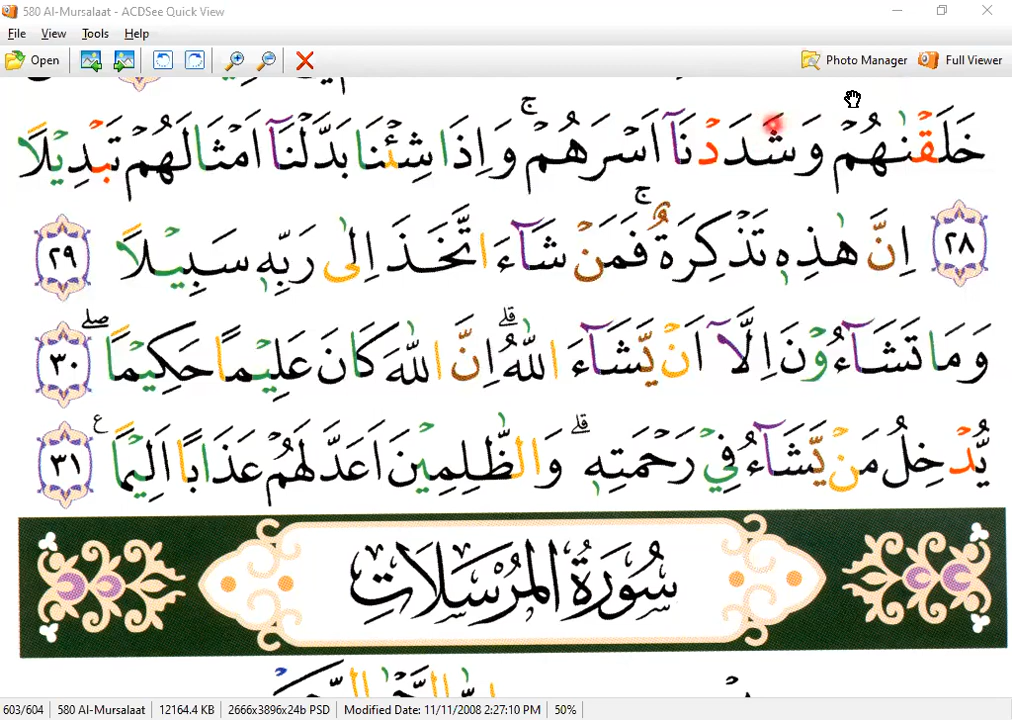 580 Al-Mursalaat - ACDSee Quick View
File View Tools Help
Open Photo Manager Full Viewer
خَلَقْنٰهُمْ وَشَدَدْنَآ اَسْرَهُمْ ۚ وَاِذَا شِئْنَا بَدَّلْنَآ اَمْثَالَهُمْ تَبْدِيْلًا
٢٨ اِنَّ هٰذِهٖ تَذْكِرَةٌ ۚ فَمَنْ شَآءَ اتَّخَذَ اِلٰى رَبِّهٖ سَبِيْلًا ٢٩
وَمَا تَشَآءُوْنَ اِلَّآ اَنْ يَّشَآءَ اللّٰهُ ۗ اِنَّ اللّٰهَ كَانَ عَلِيْمًا حَكِيْمًا ۖ ٣٠
يُّدْخِلُ مَنْ يَّشَآءُ فِيْ رَحْمَتِهٖ ۗ وَالظّٰلِمِيْنَ اَعَدَّ لَهُمْ عَذَابًا اَلِيْمًا ع ٣١
سُوْرَةُ الْمُرْسَلَاتِ
603/604 580 Al-Mursalaat 12164.4 KB 2666x3896x24b PSD Modified Date: 11/11/2008 2:27:10 PM 50%